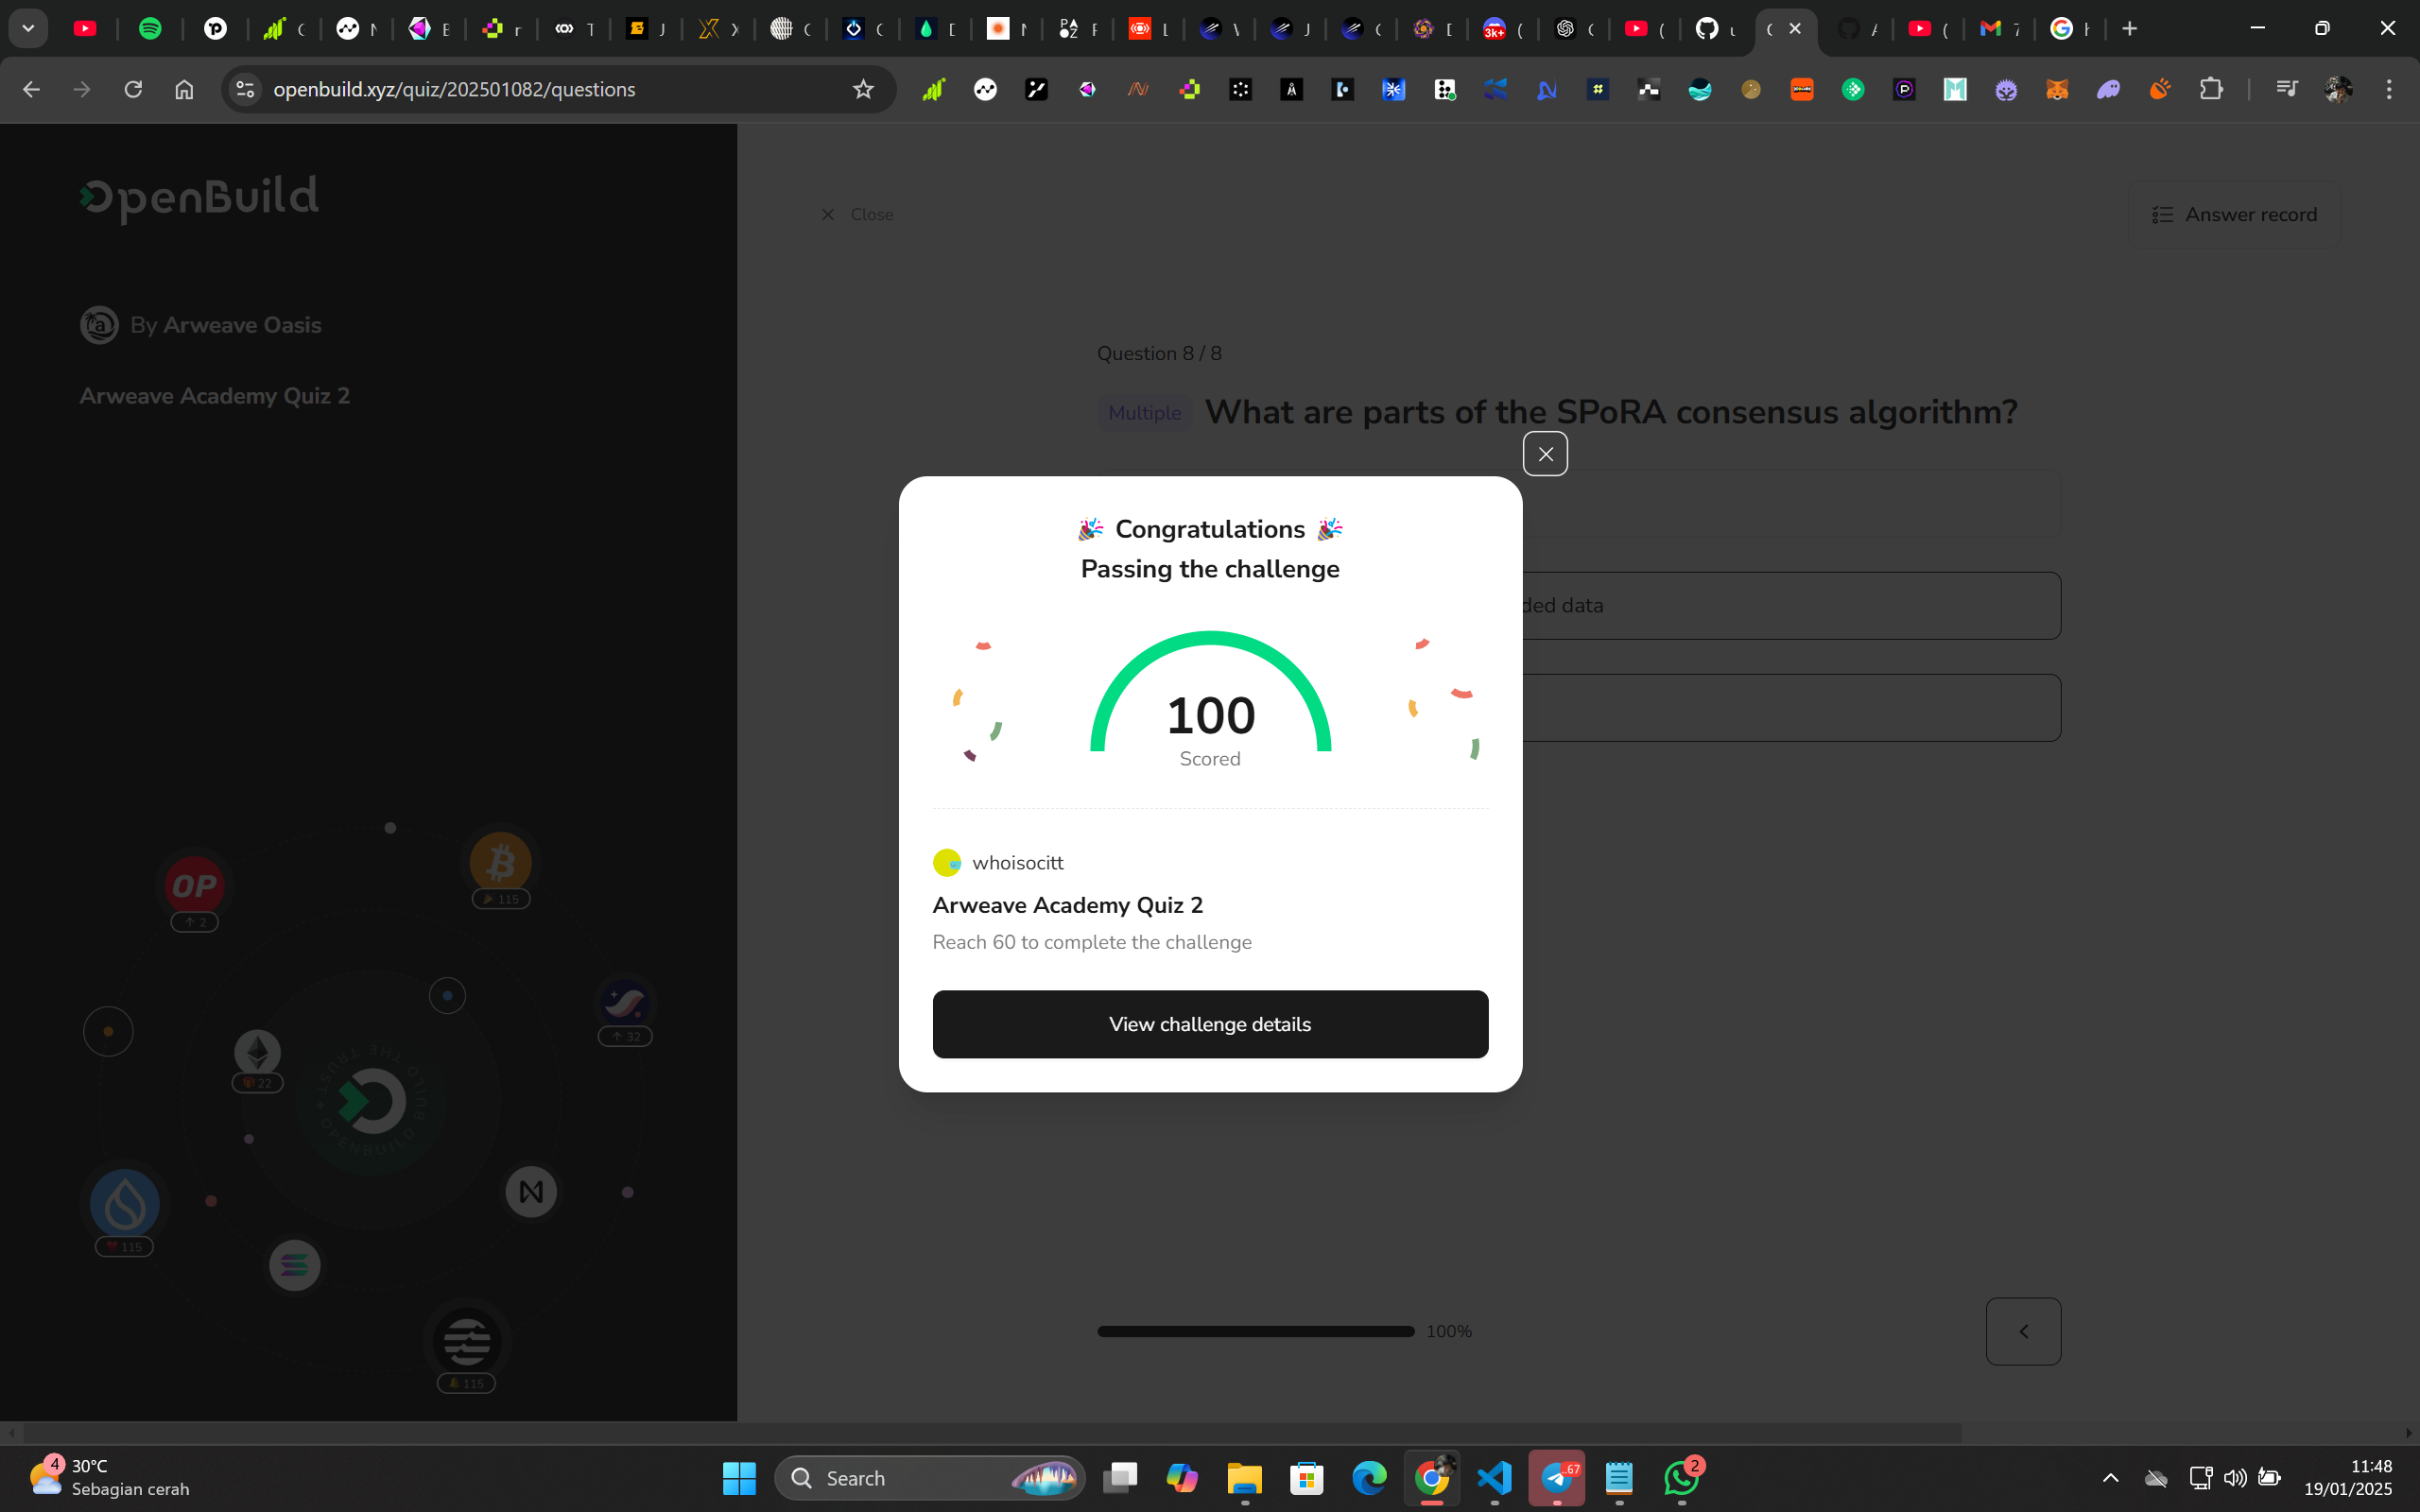 openbuild.xyz/quiz/202501082/questions
OpenBuild
Close
Answer record
By Arweave Oasis
Arweave Academy Quiz 2
Question 8 / 8
Multiple What are parts of the SPoRA consensus algorithm?
ded data
Congratulations
Passing the challenge
100
Scored
whoisocitt
Arweave Academy Quiz 2
Reach 60 to complete the challenge
View challenge details
100%
OP
2
115
32
22
115
115
4
30°C
Sebagian cerah
Search
67
2
11:48
19/01/2025